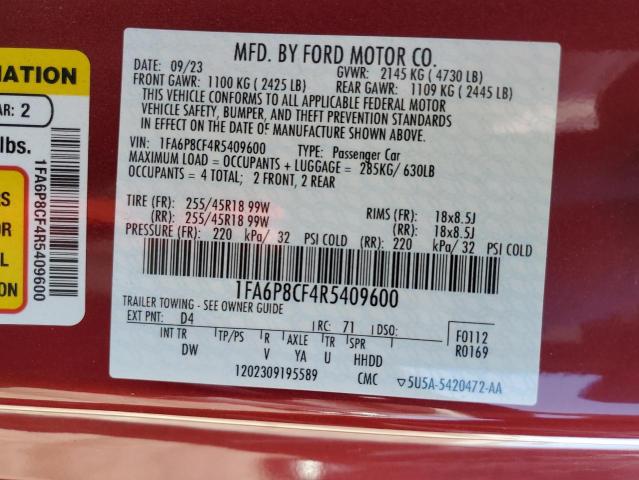 MATION
AR: 2
lbs.
1FA6P8CF4R5409600
S
OR
L
ION
MFD. BY FORD MOTOR CO.
DATE: 09/23 GVWR: 2145 KG ( 4730 LB)
FRONT GAWR: 1100 KG ( 2425 LB) REAR GAWR: 1109 KG ( 2445 LB)
THIS VEHICLE CONFORMS TO ALL APPLICABLE FEDERAL MOTOR
VEHICLE SAFETY, BUMPER, AND THEFT PREVENTION STANDARDS
IN EFFECT ON THE DATE OF MANUFACTURE SHOWN ABOVE.
VIN: 1FA6P8CF4R5409600 TYPE: Passenger Car
MAXIMUM LOAD = OCCUPANTS + LUGGAGE = 285KG/ 630LB
OCCUPANTS = 4 TOTAL; 2 FRONT, 2 REAR
TIRE (FR): 255/45R18 99W RIMS (FR): 18x8.5J
(RR): 255/45R18 99W (RR): 18x8.5J
PRESSURE (FR): 220 kPa/ 32 PSI COLD (RR): 220 kPa/ 32 PSI COLD
1FA6P8CF4R5409600
TRAILER TOWING - SEE OWNER GUIDE
EXT PNT: D4 RC: 71 DSO: F0112
INT TR TP/PS R AXLE TR SPR R0169
DW V YA U HHDD
1202309195589 CMC ▽5U5A-5420472-AA